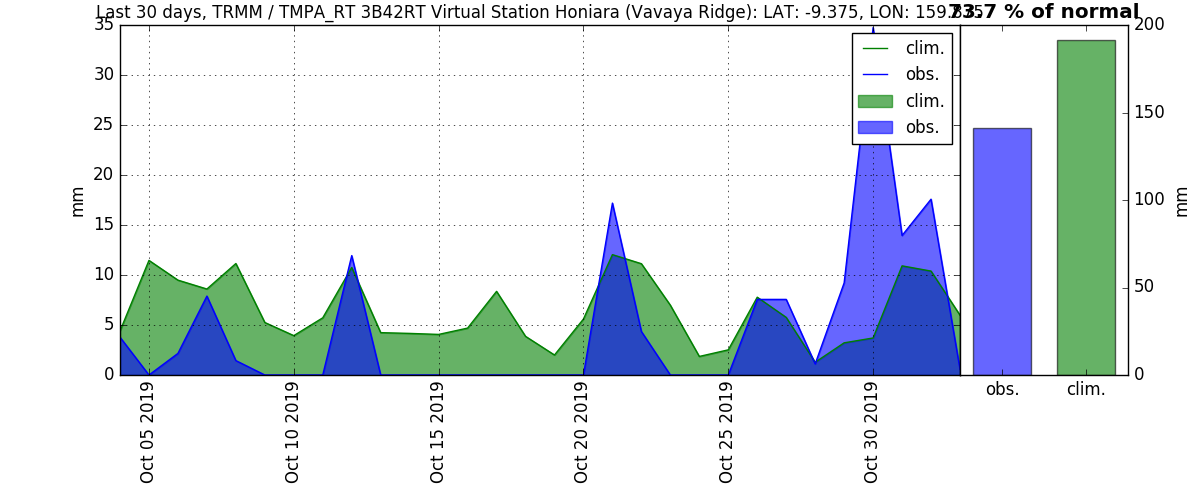 Last 30 days, TRMM / TMPA_RT 3B42RT Virtual Station Honiara (Vavaya Ridge): LAT: -9.375, LON:
73.7 % of normal
35
30
25
20
15
10
5
0
mm
clim.
obs.
clim.
obs.
200
150
100
50
0
mm
Oct 05 2019
Oct 10 2019
Oct 15 2019
Oct 20 2019
Oct 25 2019
Oct 30 2019
obs.
clim.